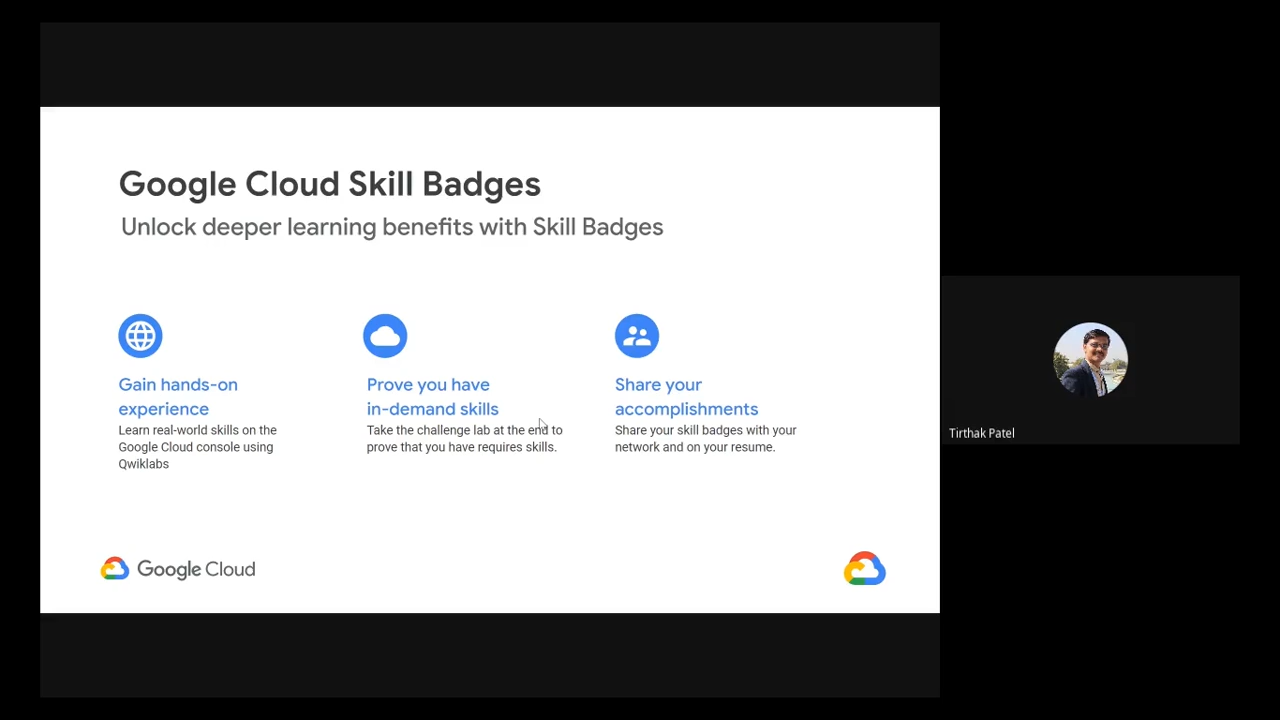 Google Cloud Skill Badges
Unlock deeper learning benefits with Skill Badges
Gain hands-on
experience
Learn real-world skills on the
Google Cloud console using
Qwiklabs
Prove you have
in-demand skills
Take the challenge lab at the end to
prove that you have requires skills.
Share your
accomplishments
Share your skill badges with your
network and on your resume.
Google Cloud
Tirthak Patel